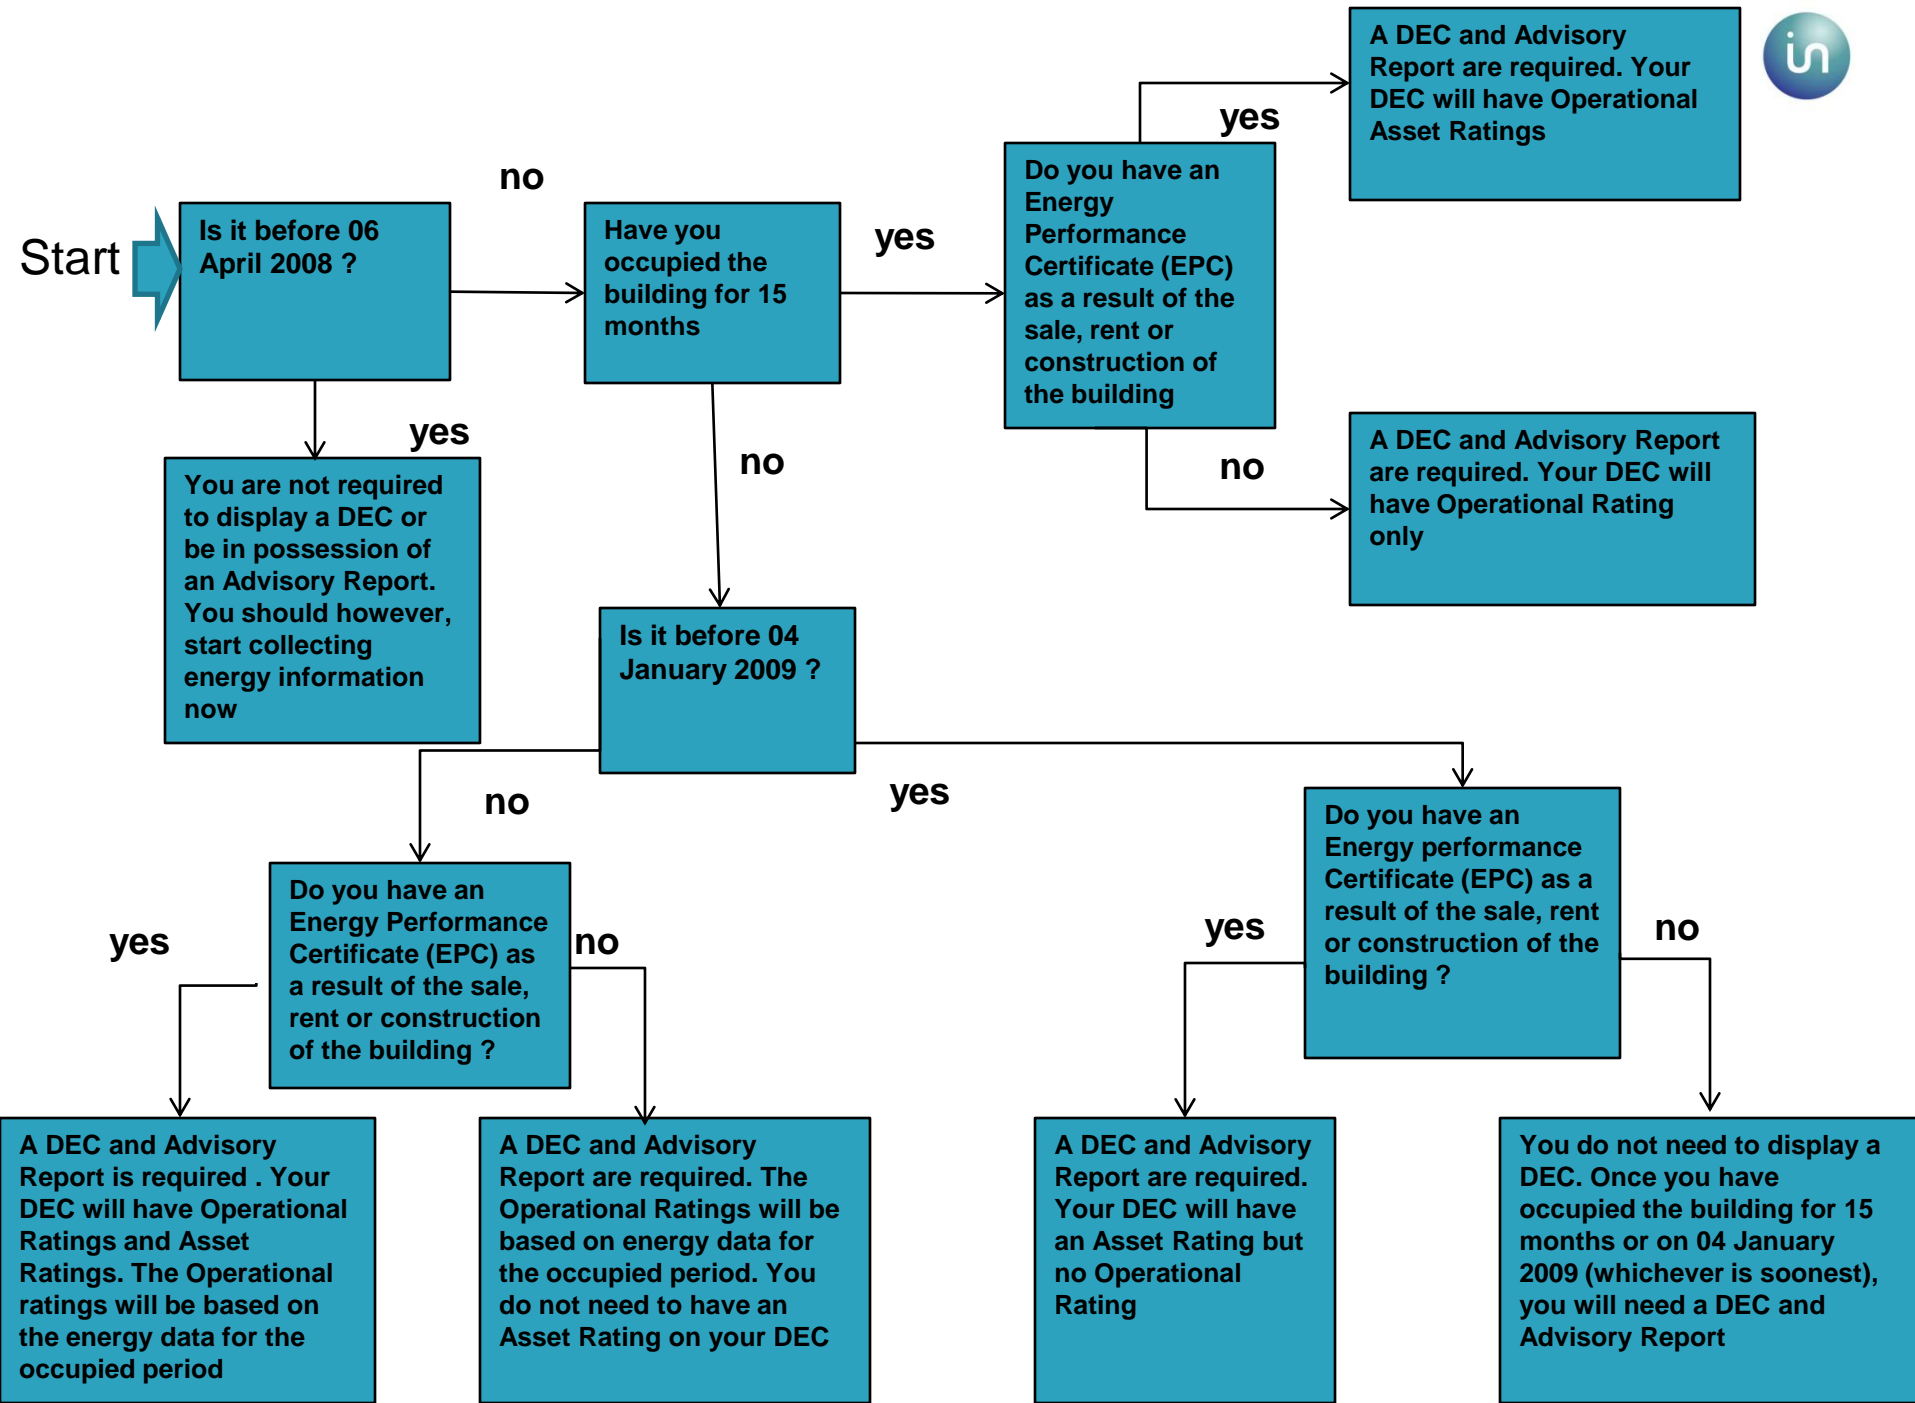 in
A DEC and Advisory
Report are required. Your
DEC will have Operational
Asset Ratings
yes
Do you have an
Energy
Performance
Certificate (EPC)
as a result of the
sale, rent or
construction of
the building
no
Start
Is it before 06
April 2008 ?
Have you
occupied the
building for 15
months
yes
yes
no
no
A DEC and Advisory Report
are required. Your DEC will
have Operational Rating
only
You are not required
to display a DEC or
be in possession of
an Advisory Report.
You should however,
start collecting
energy information
now
Is it before 04
January 2009 ?
no
yes
Do you have an
Energy performance
Certificate (EPC) as a
result of the sale, rent
or construction of the
building ?
Do you have an
Energy Performance
Certificate (EPC) as
a result of the sale,
rent or construction
of the building ?
yes
no
yes
no
A DEC and Advisory
Report is required . Your
DEC will have Operational
Ratings and Asset
Ratings. The Operational
ratings will be based on
the energy data for the
occupied period
A DEC and Advisory
Report are required. The
Operational Ratings will be
based on energy data for
the occupied period. You
do not need to have an
Asset Rating on your DEC
A DEC and Advisory
Report are required.
Your DEC will have
an Asset Rating but
no Operational
Rating
You do not need to display a
DEC. Once you have
occupied the building for 15
months or on 04 January
2009 (whichever is soonest),
you will need a DEC and
Advisory Report